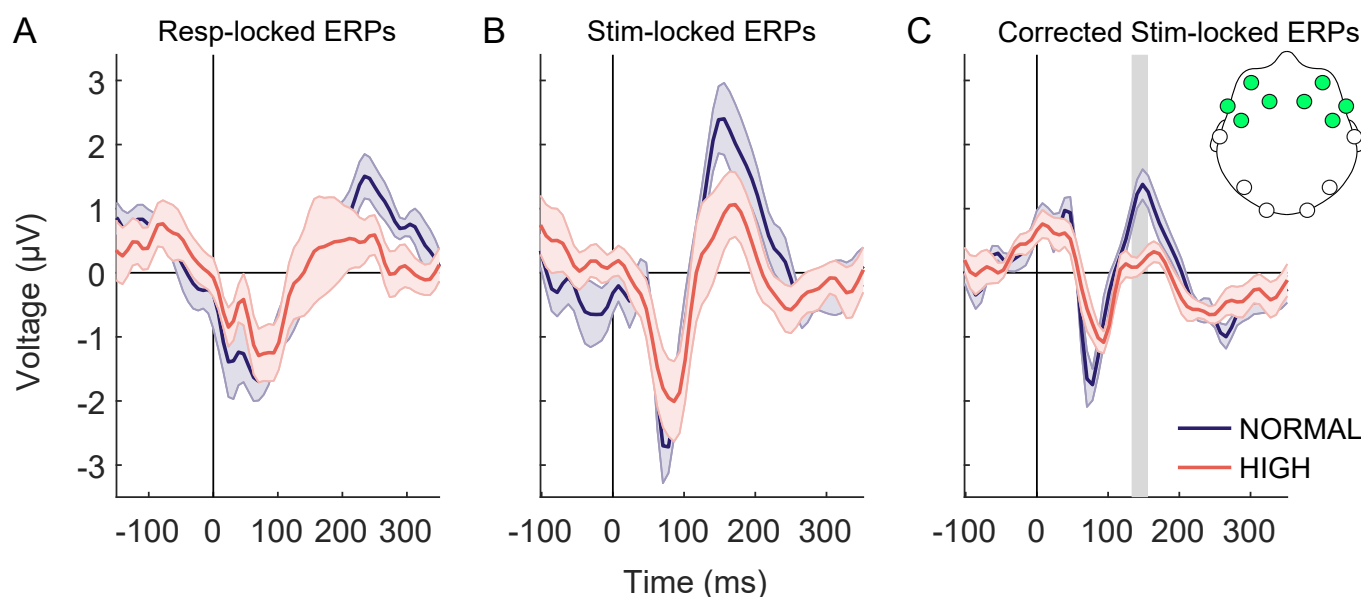 A Resp-locked ERPs
B Stim-locked ERPs
C Corrected Stim-locked ERPs
Voltage (µV)
3
2
1
0
-1
-2
-3
NORMAL
HIGH
-100 0 100 200 300
-100 0 100 200 300
-100 0 100 200 300
Time (ms)